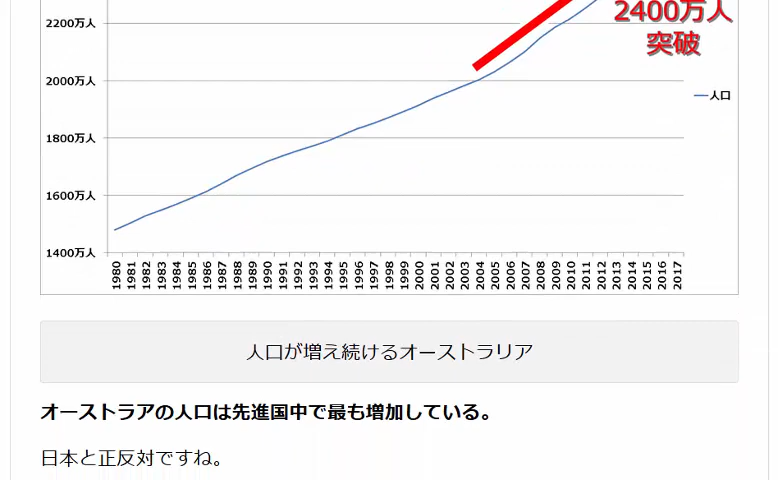 2200万人
2000万人
1800万人
1600万人
1400万人
2400万人
突破
人口
1980 1981 1982 1983 1984 1985 1986 1987 1988 1989 1990 1991 1992 1993 1994 1995 1996 1997 1998 1999 2000 2001 2002 2003 2004 2005 2006 2007 2008 2009 2010 2011 2012 2013 2014 2015 2016 2017
人口が増え続けるオーストラリア
オーストラアの人口は先進国中で最も増加している。
日本と正反対ですね。